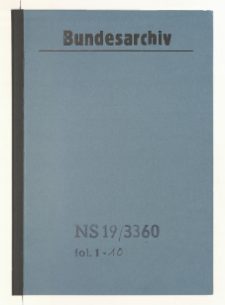 Bundesarchiv
NS 19/3360
fol. 1-10